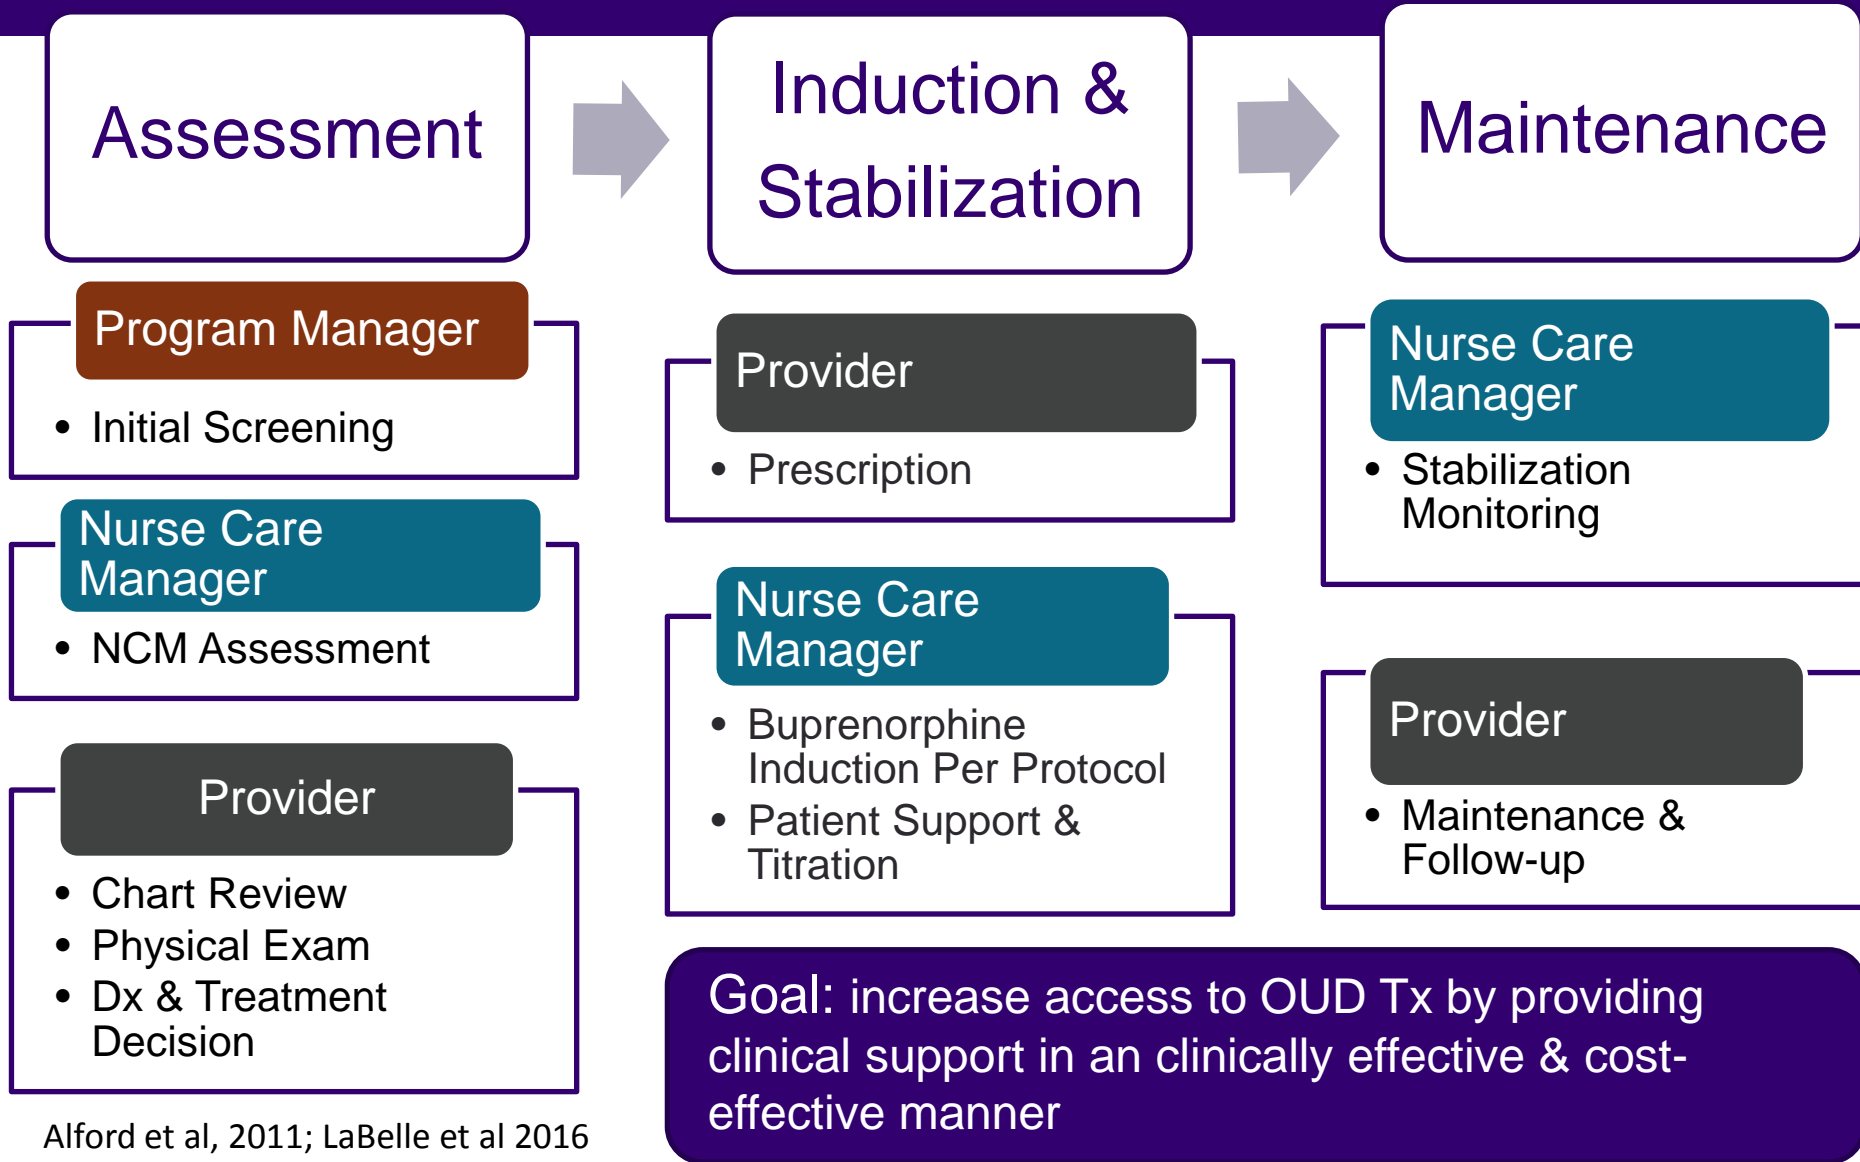 Assessment
Program Manager
• Initial Screening
Nurse Care
Manager
• NCM Assessment
Provider
• Chart Review
• Physical Exam
• Dx & Treatment
Decision
Induction &
Stabilization
Provider
• Prescription
Nurse Care
Manager
• Buprenorphine
Induction Per Protocol
• Patient Support &
Titration
Maintenance
Nurse Care
Manager
• Stabilization
Monitoring
Provider
• Maintenance &
Follow-up
Goal: increase access to OUD Tx by providing
clinical support in an clinically effective & cost-
effective manner
Alford et al, 2011; LaBelle et al 2016